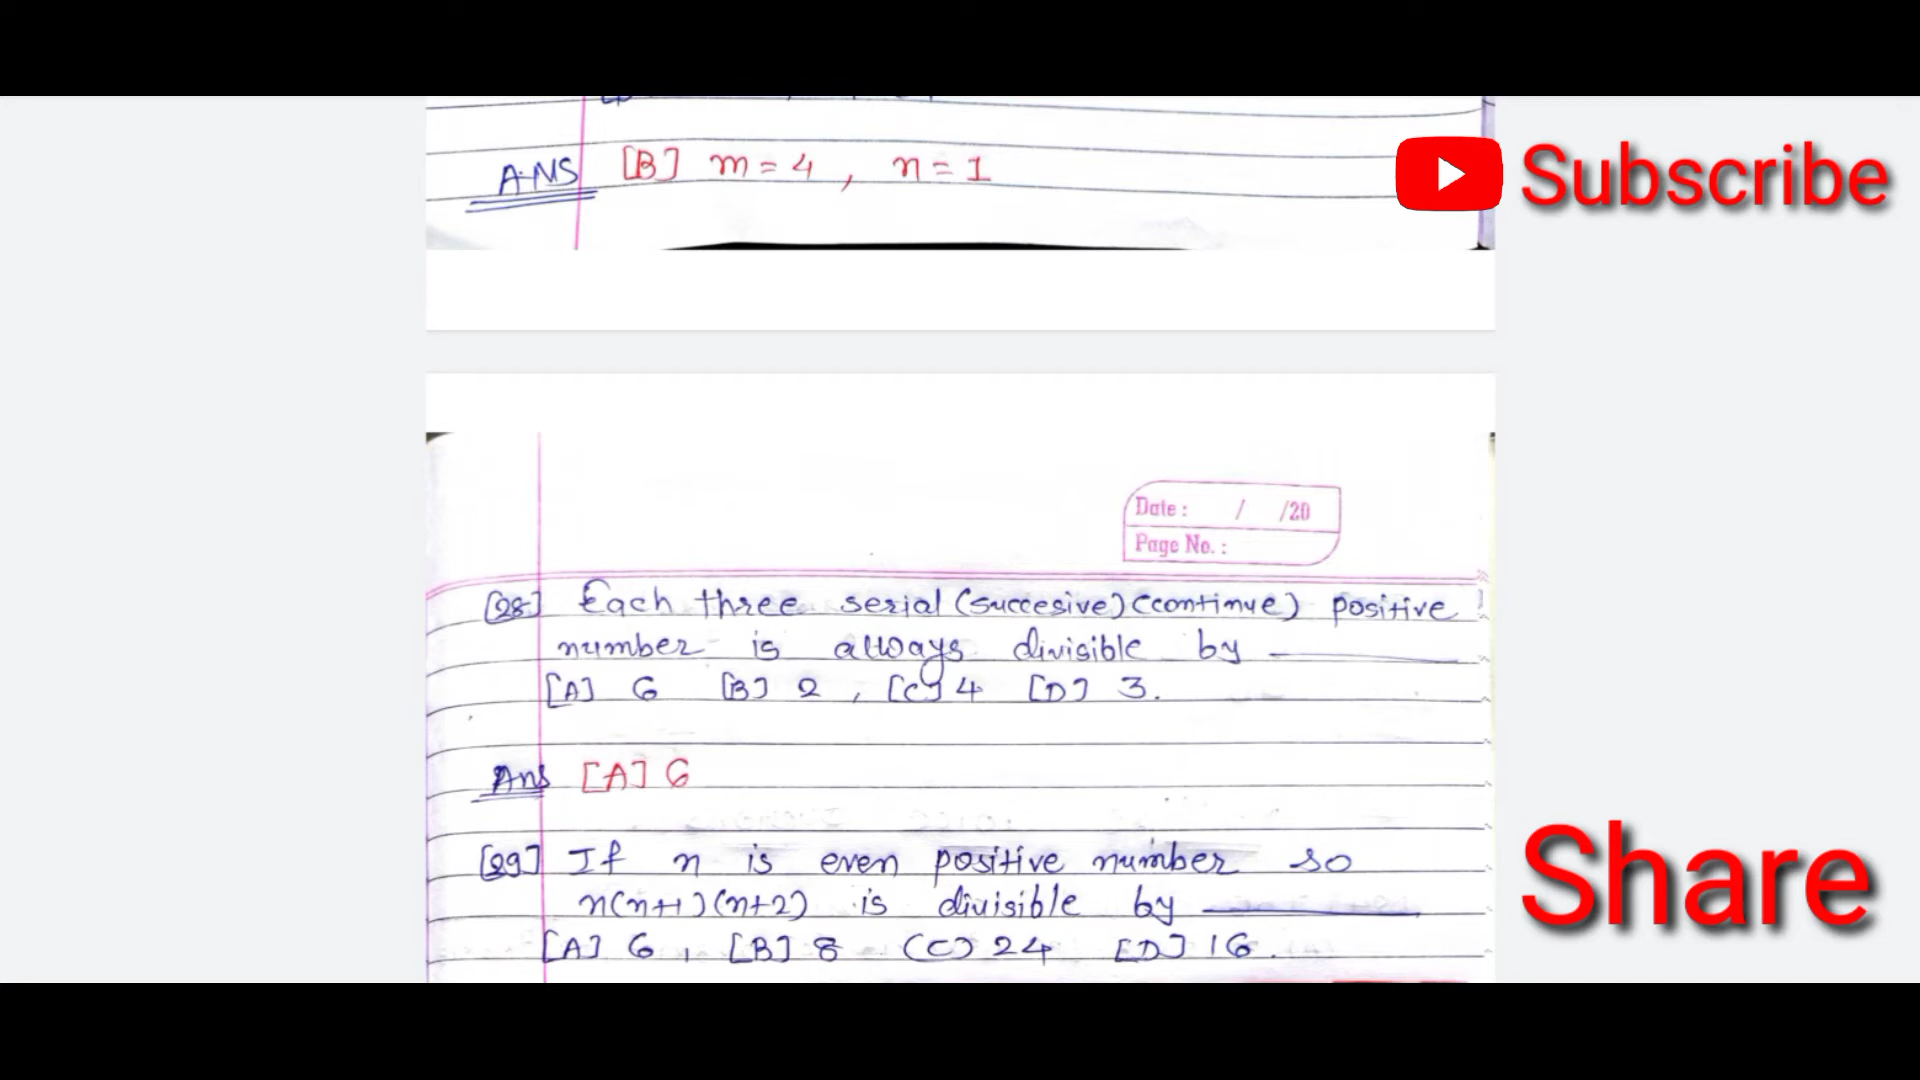 ANS [B] m = 4 , n = 1
Subscribe
Date : / /20
Page No. :
[28] Each three serial (succesive) (continue) positive
number is always divisible by
[A] 6 [B] 2 , [C] 4 [D] 3.
Ans [A] 6
[29] If n is even positive number so
n(n+1)(n+2) is divisible by
[A] 6 , [B] 8 (C) 24 [D] 16.
Share